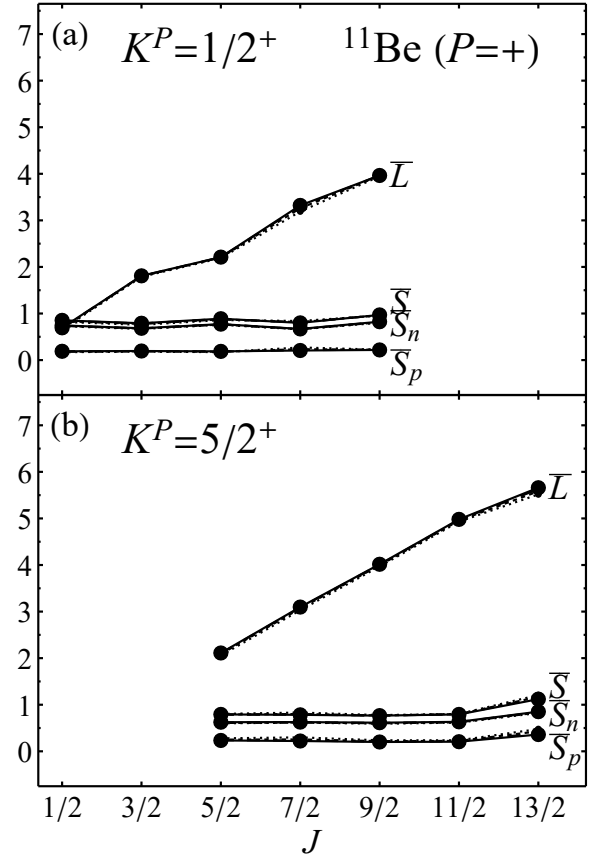 (a) K^P=1/2^+ ^11Be (P=+)
7
6
5
4
3
2
1
0
L̅
S̅
S̅_n
S̅_p
(b) K^P=5/2^+
7
6
5
4
3
2
1
0
L̅
S̅
S̅_n
S̅_p
1/2 3/2 5/2 7/2 9/2 11/2 13/2
J